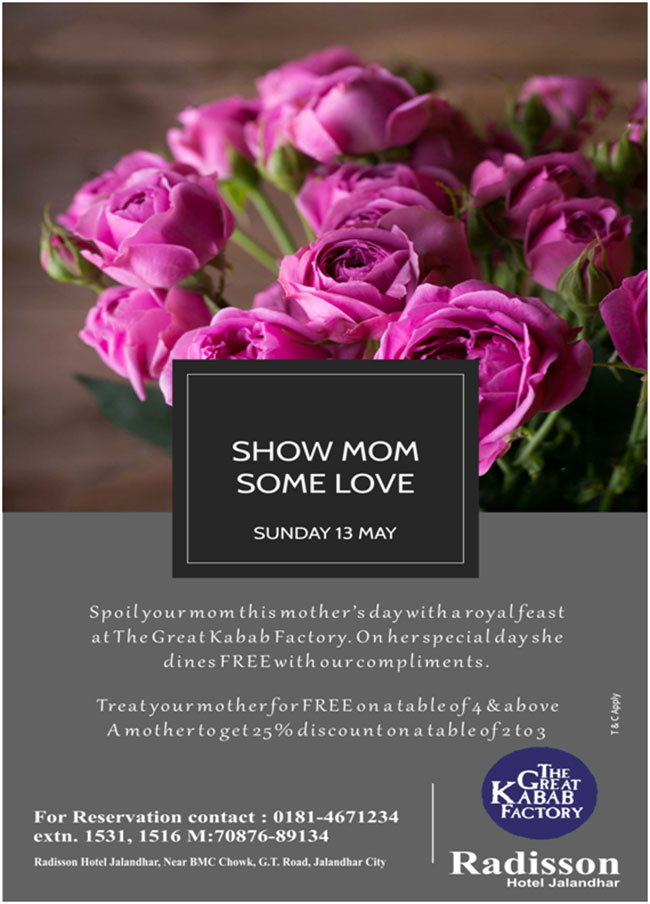 SHOW MOM
SOME LOVE
SUNDAY 13 MAY
Spoil your mom this mother's day with a royal feast
at The Great Kabab Factory. On her special day she
dines FREE with our compliments.
Treat your mother for FREE on a table of 4 & above
A mother to get 25% discount on a table of 2 to 3
T & C Apply
For Reservation contact : 0181-4671234
extn. 1531, 1516 M:70876-89134
Radisson Hotel Jalandhar, Near BMC Chowk, G.T. Road, Jalandhar City
THE
GREAT
KABAB
FACTORY
Radisson
Hotel Jalandhar